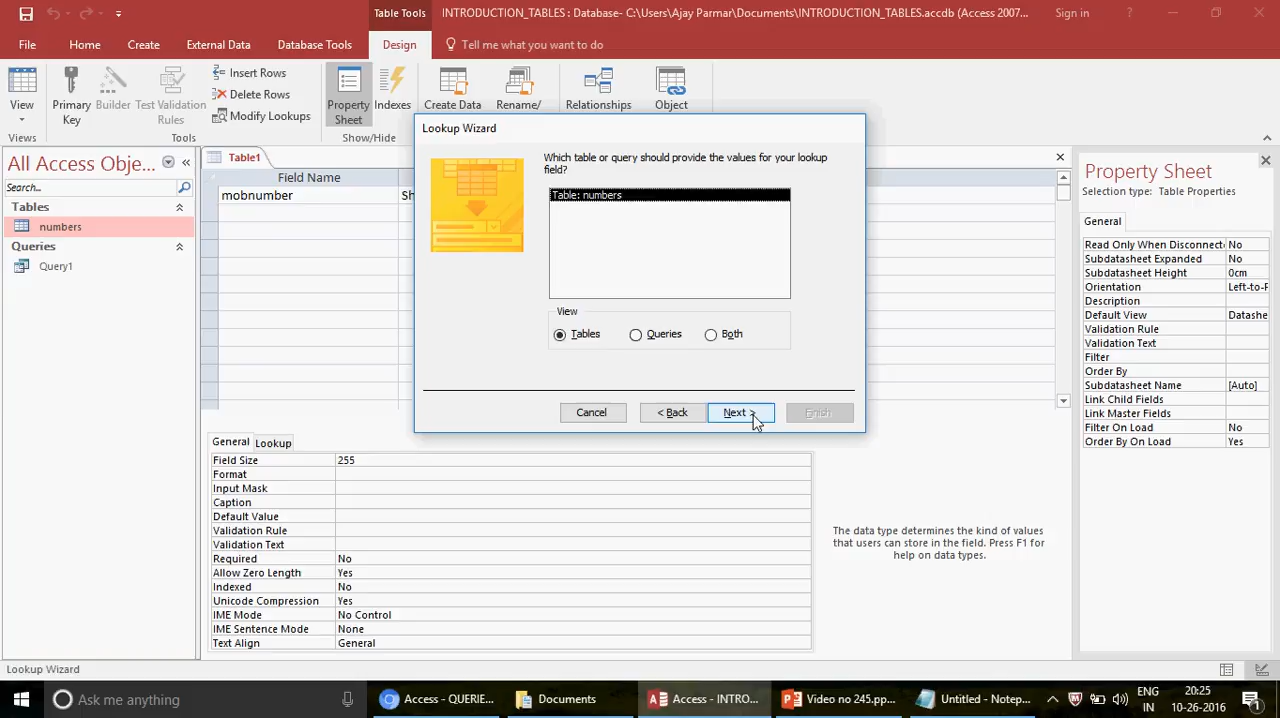 Table Tools
INTRODUCTION_TABLES : Database- C:\Users\Ajay Parmar\Documents\INTRODUCTION_TABLES.accdb (Access 2007...
Sign in
?
File
Home
Create
External Data
Database Tools
Design
Tell me what you want to do
View
Primary
Key
Builder
Test Validation
Rules
Insert Rows
Delete Rows
Modify Lookups
Property
Sheet
Indexes
Create Data
Rename/
Relationships
Object
Views
Tools
Show/Hide
Lookup Wizard
Which table or query should provide the values for your lookup
field?
Table: numbers
View
Tables
Queries
Both
Cancel
< Back
Next >
Finish
All Access Obje...
Search...
Tables
numbers
Queries
Query1
Table1
Field Name
mobnumber
Sh
General
Lookup
Field Size 255
Format
Input Mask
Caption
Default Value
Validation Rule
Validation Text
Required No
Allow Zero Length Yes
Indexed No
Unicode Compression Yes
IME Mode No Control
IME Sentence Mode None
Text Align General
The data type determines the kind of values
that users can store in the field. Press F1 for
help on data types.
Property Sheet
Selection type: Table Properties
General
Read Only When Disconnect No
Subdatasheet Expanded No
Subdatasheet Height 0cm
Orientation Left-to-R
Description
Default View Datashe
Validation Rule
Validation Text
Filter
Order By
Subdatasheet Name [Auto]
Link Child Fields
Link Master Fields
Filter On Load No
Order By On Load Yes
Lookup Wizard
Ask me anything
Access - QUERIE...
Documents
Access - INTRO...
Video no 245.pp...
Untitled - Notep...
ENG
IN
20:25
10-26-2016
1